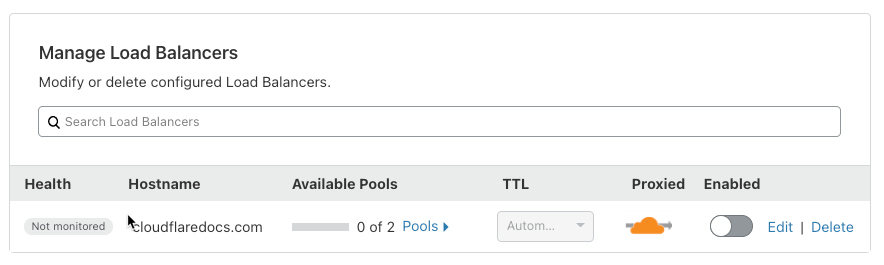 Manage Load Balancers
Modify or delete configured Load Balancers.
Search Load Balancers
Health Hostname Available Pools TTL Proxied Enabled
Not monitored cloudflaredocs.com 0 of 2 Pools Autom... Edit | Delete